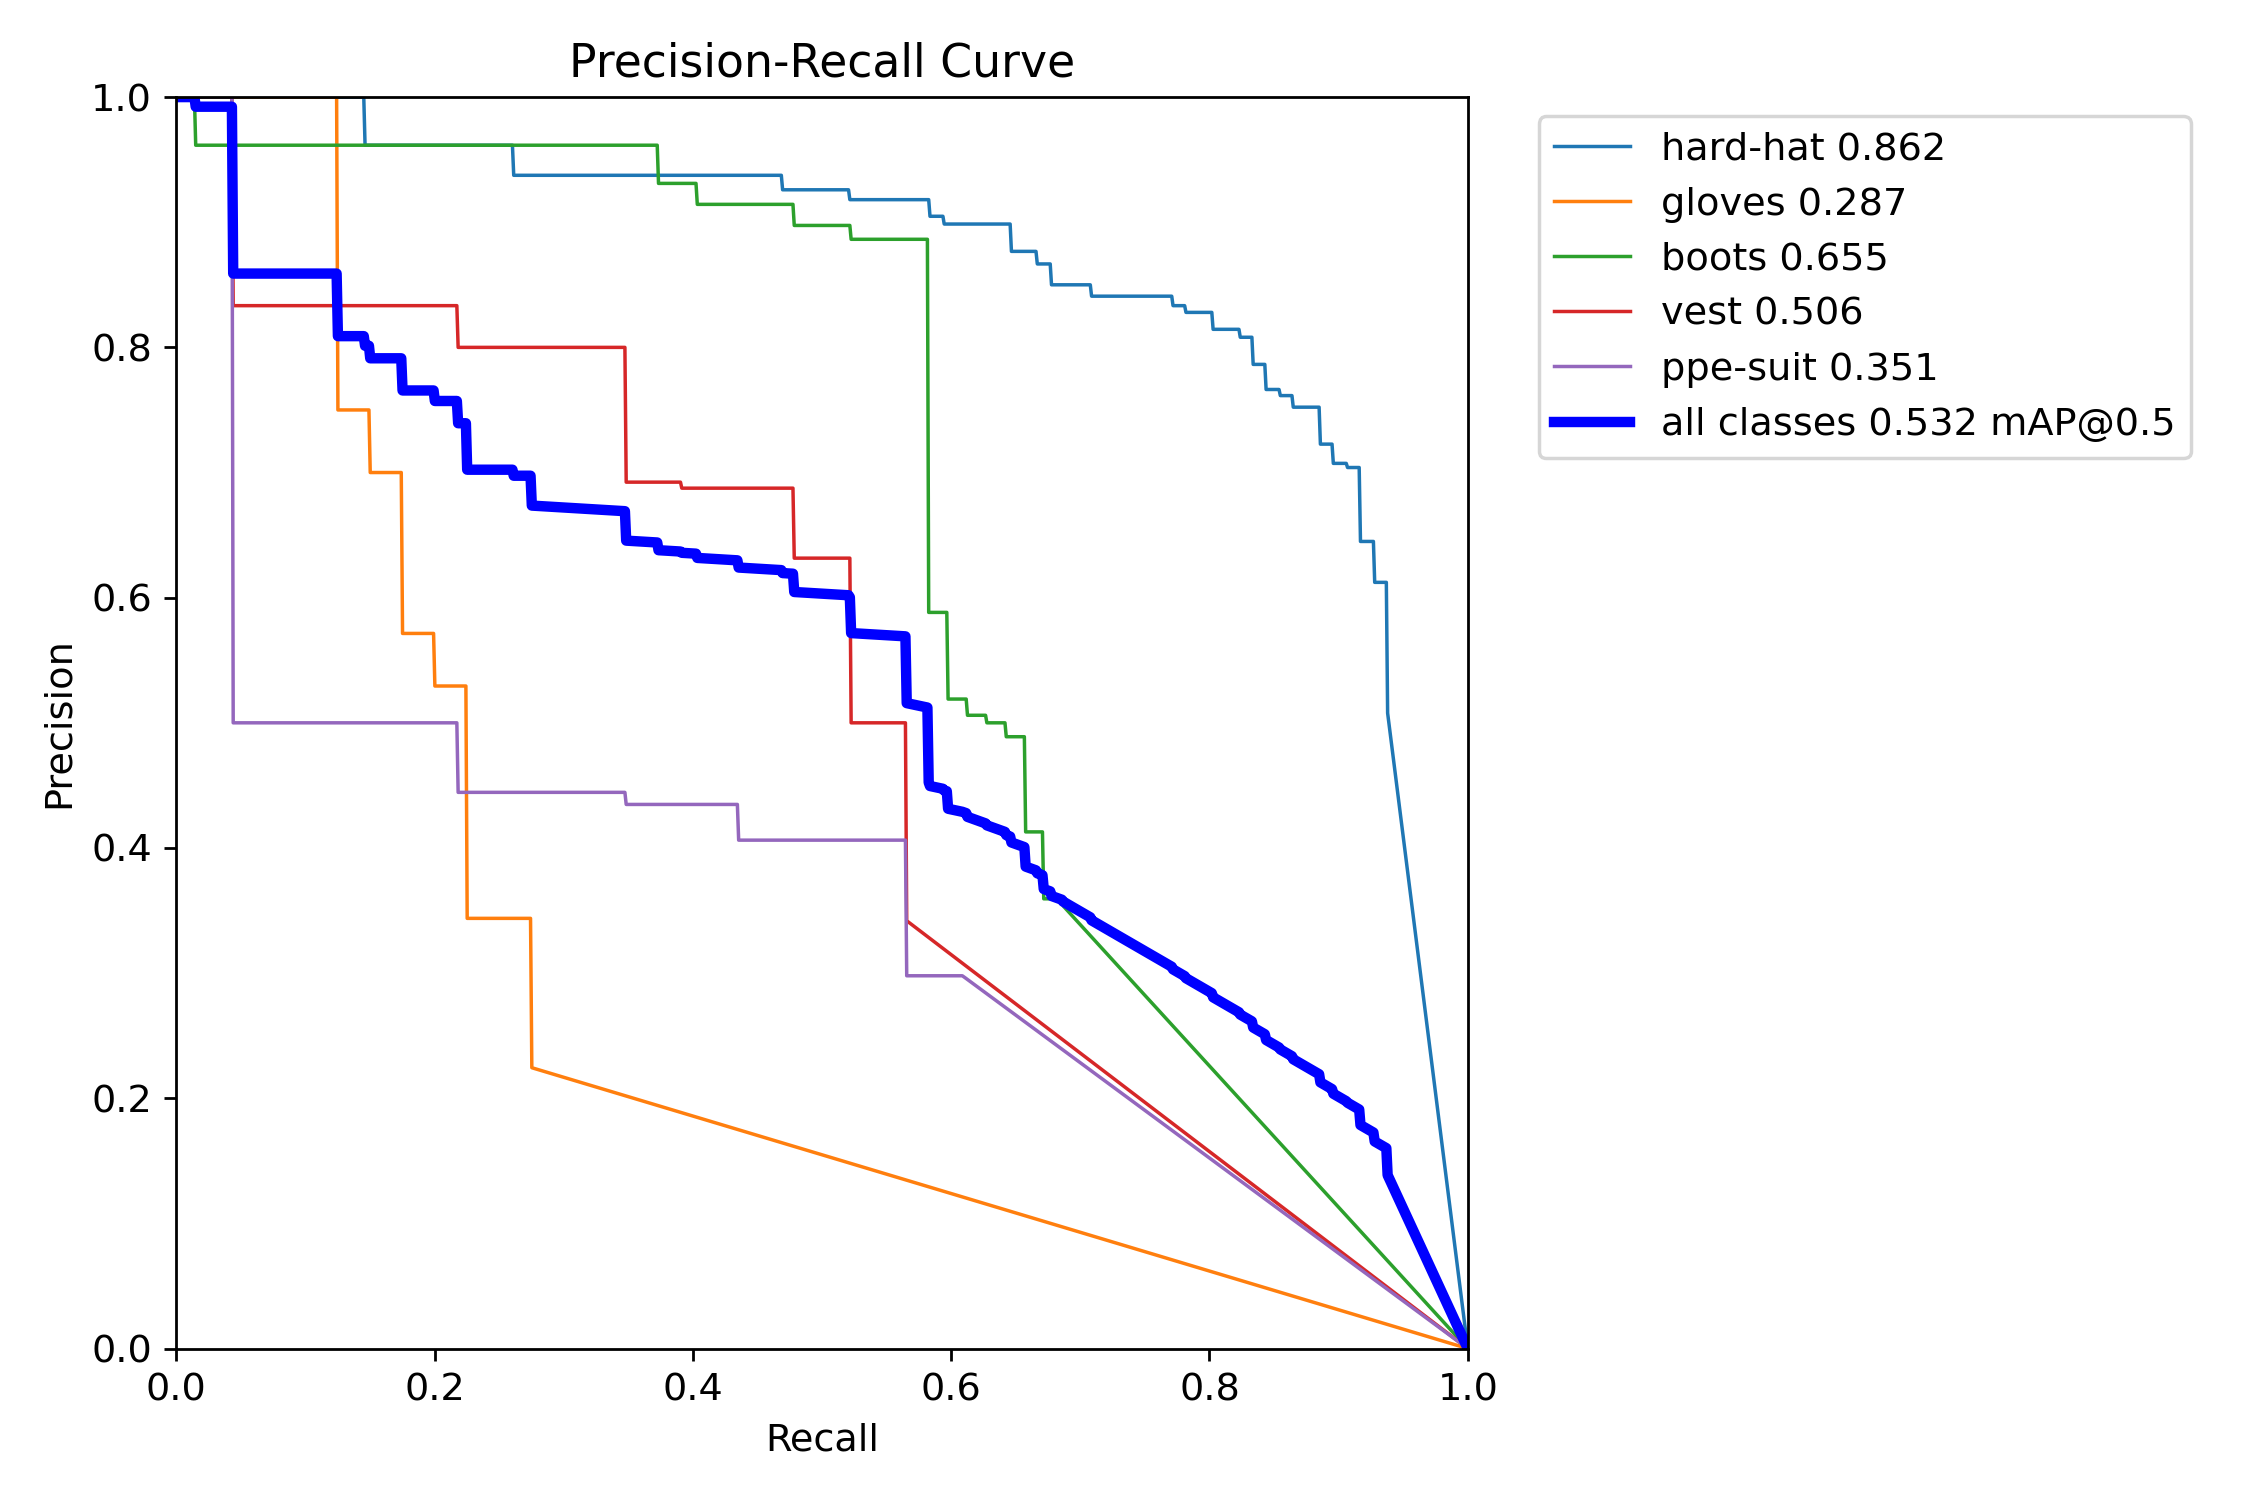 Precision-Recall Curve
1.0
0.8
0.6
0.4
0.2
0.0
Precision
0.0 0.2 0.4 0.6 0.8 1.0
Recall
hard-hat 0.862
gloves 0.287
boots 0.655
vest 0.506
ppe-suit 0.351
all classes 0.532 mAP@0.5